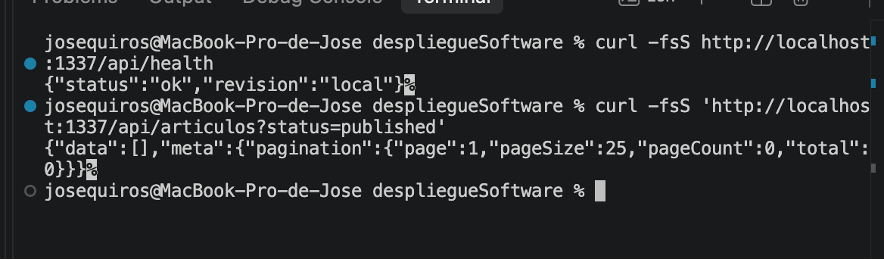 Problems Output Debug Console Terminal
josequiros@MacBook-Pro-de-Jose despliegueSoftware % curl -fsS http://localhost
:1337/api/health
{"status":"ok","revision":"local"}%
josequiros@MacBook-Pro-de-Jose despliegueSoftware % curl -fsS 'http://localhos
t:1337/api/articulos?status=published'
{"data":[],"meta":{"pagination":{"page":1,"pageSize":25,"pageCount":0,"total":
0}}}%
josequiros@MacBook-Pro-de-Jose despliegueSoftware %